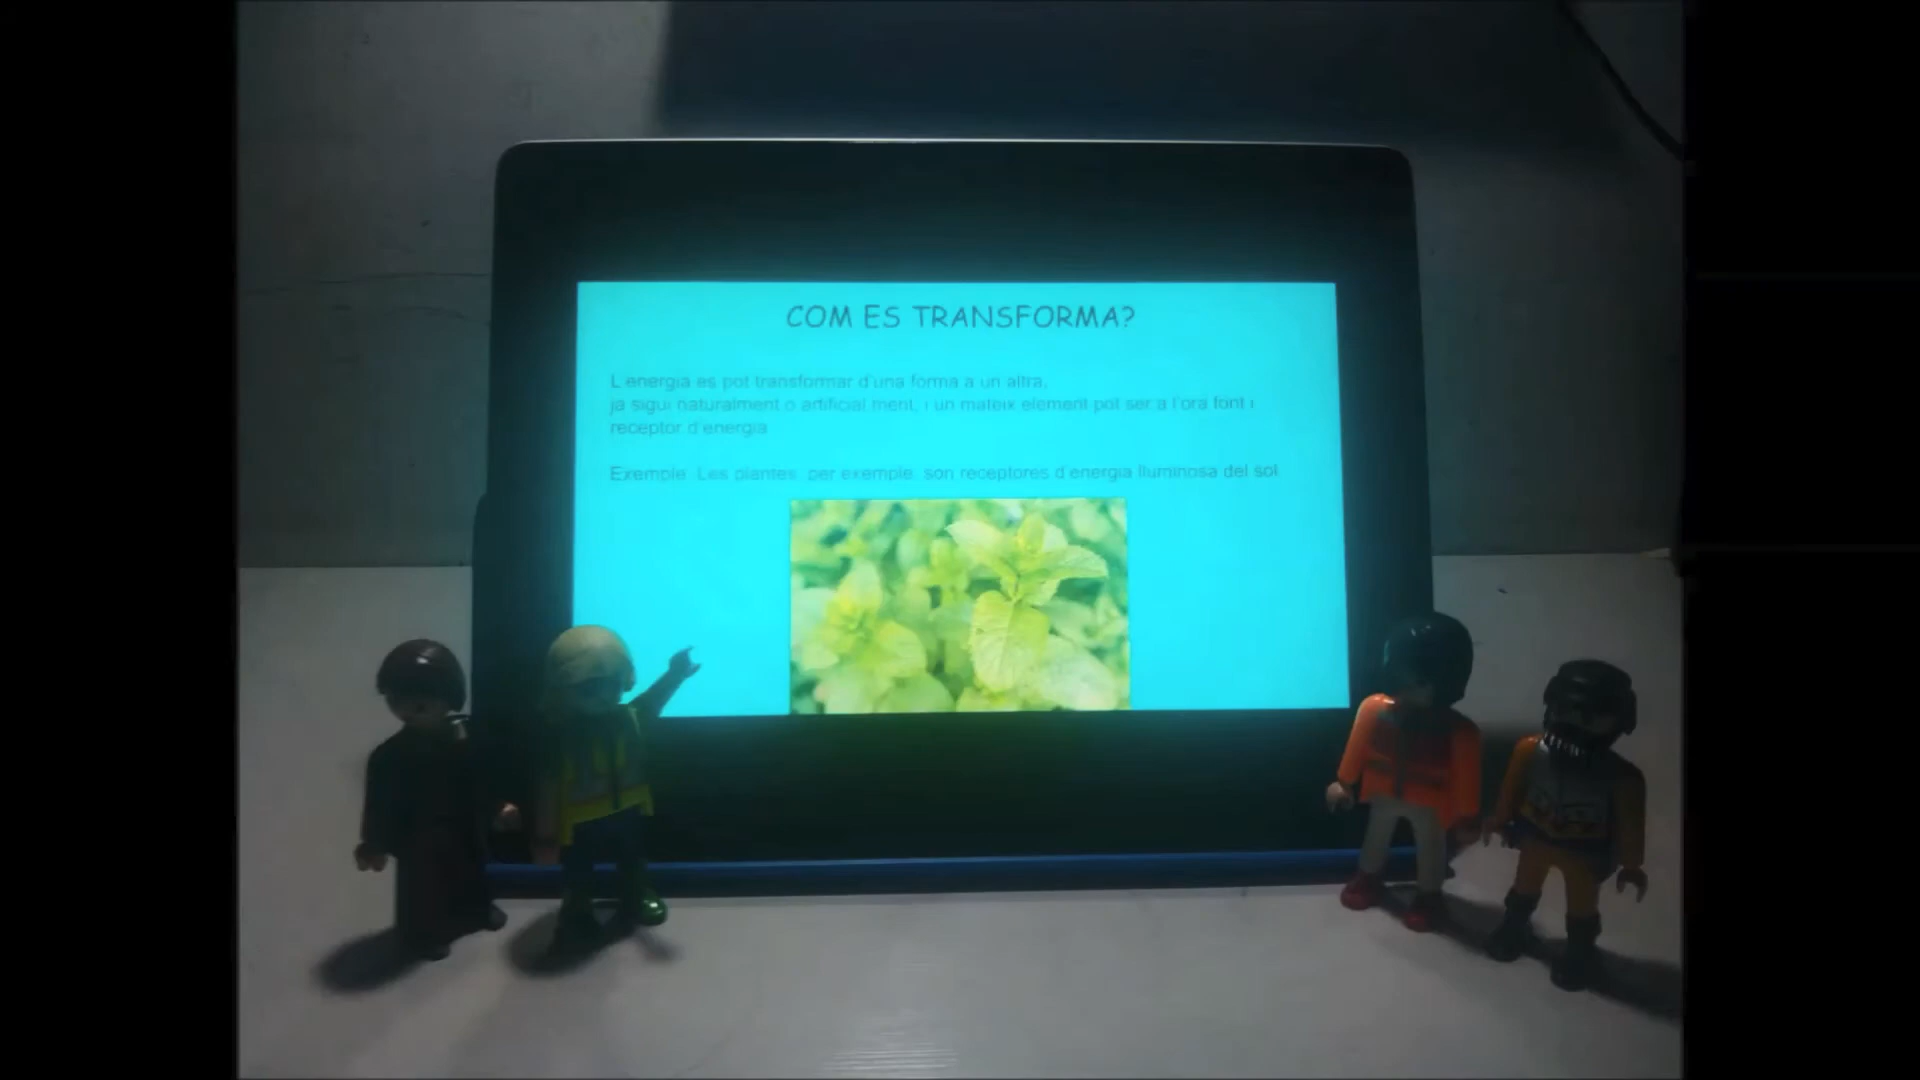 COM ES TRANSFORMA?
L'energia es pot transformar d'una forma a un altra,
ja sigui naturalment o artificial ment, i un mateix element pot ser a l'ora font i
receptor d'energia
Exemple: Les plantes, per exemple, son receptores d'energia lluminosa del sol